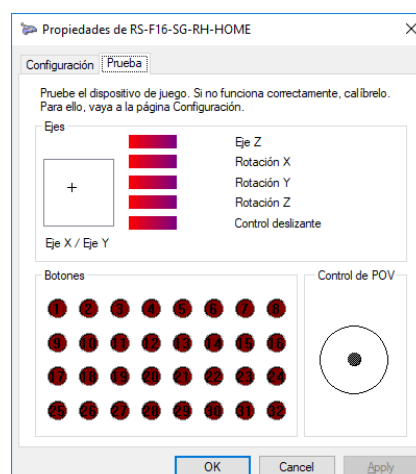 Propiedades de RS-F16-SG-RH-HOME
Configuración Prueba
Pruebe el dispositivo de juego. Si no funciona correctamente, calíbrelo.
Para ello, vaya a la página Configuración.
Ejes
Eje Z
Rotación X
Rotación Y
Rotación Z
Control deslizante
Eje X / Eje Y
Botones
Control de POV
1 2 3 4 5 6 7 8
9 10 11 12 13 14 15 16
17 18 19 20 21 22 23 24
25 26 27 28 29 30 31 32
OK Cancel Apply